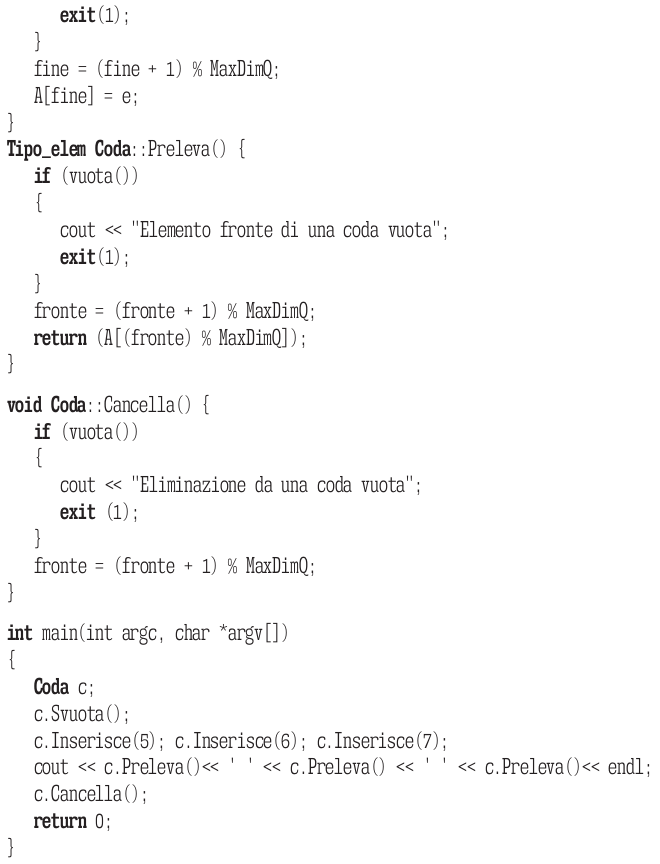 exit(1);
}
fine = (fine + 1) % MaxDimQ;
A[fine] = e;
}
Tipo_elem Coda::Preleva() {
if (vuota())
{
cout << "Elemento fronte di una coda vuota";
exit(1);
}
fronte = (fronte + 1) % MaxDimQ;
return (A[(fronte) % MaxDimQ]);
}
void Coda::Cancella() {
if (vuota())
{
cout << "Eliminazione da una coda vuota";
exit (1);
}
fronte = (fronte + 1) % MaxDimQ;
}
int main(int argc, char *argv[])
{
Coda c;
c.Svuota();
c.Inserisce(5); c.Inserisce(6); c.Inserisce(7);
cout << c.Preleva()<< ' ' << c.Preleva() << ' ' << c.Preleva()<< endl;
c.Cancella();
return 0;
}